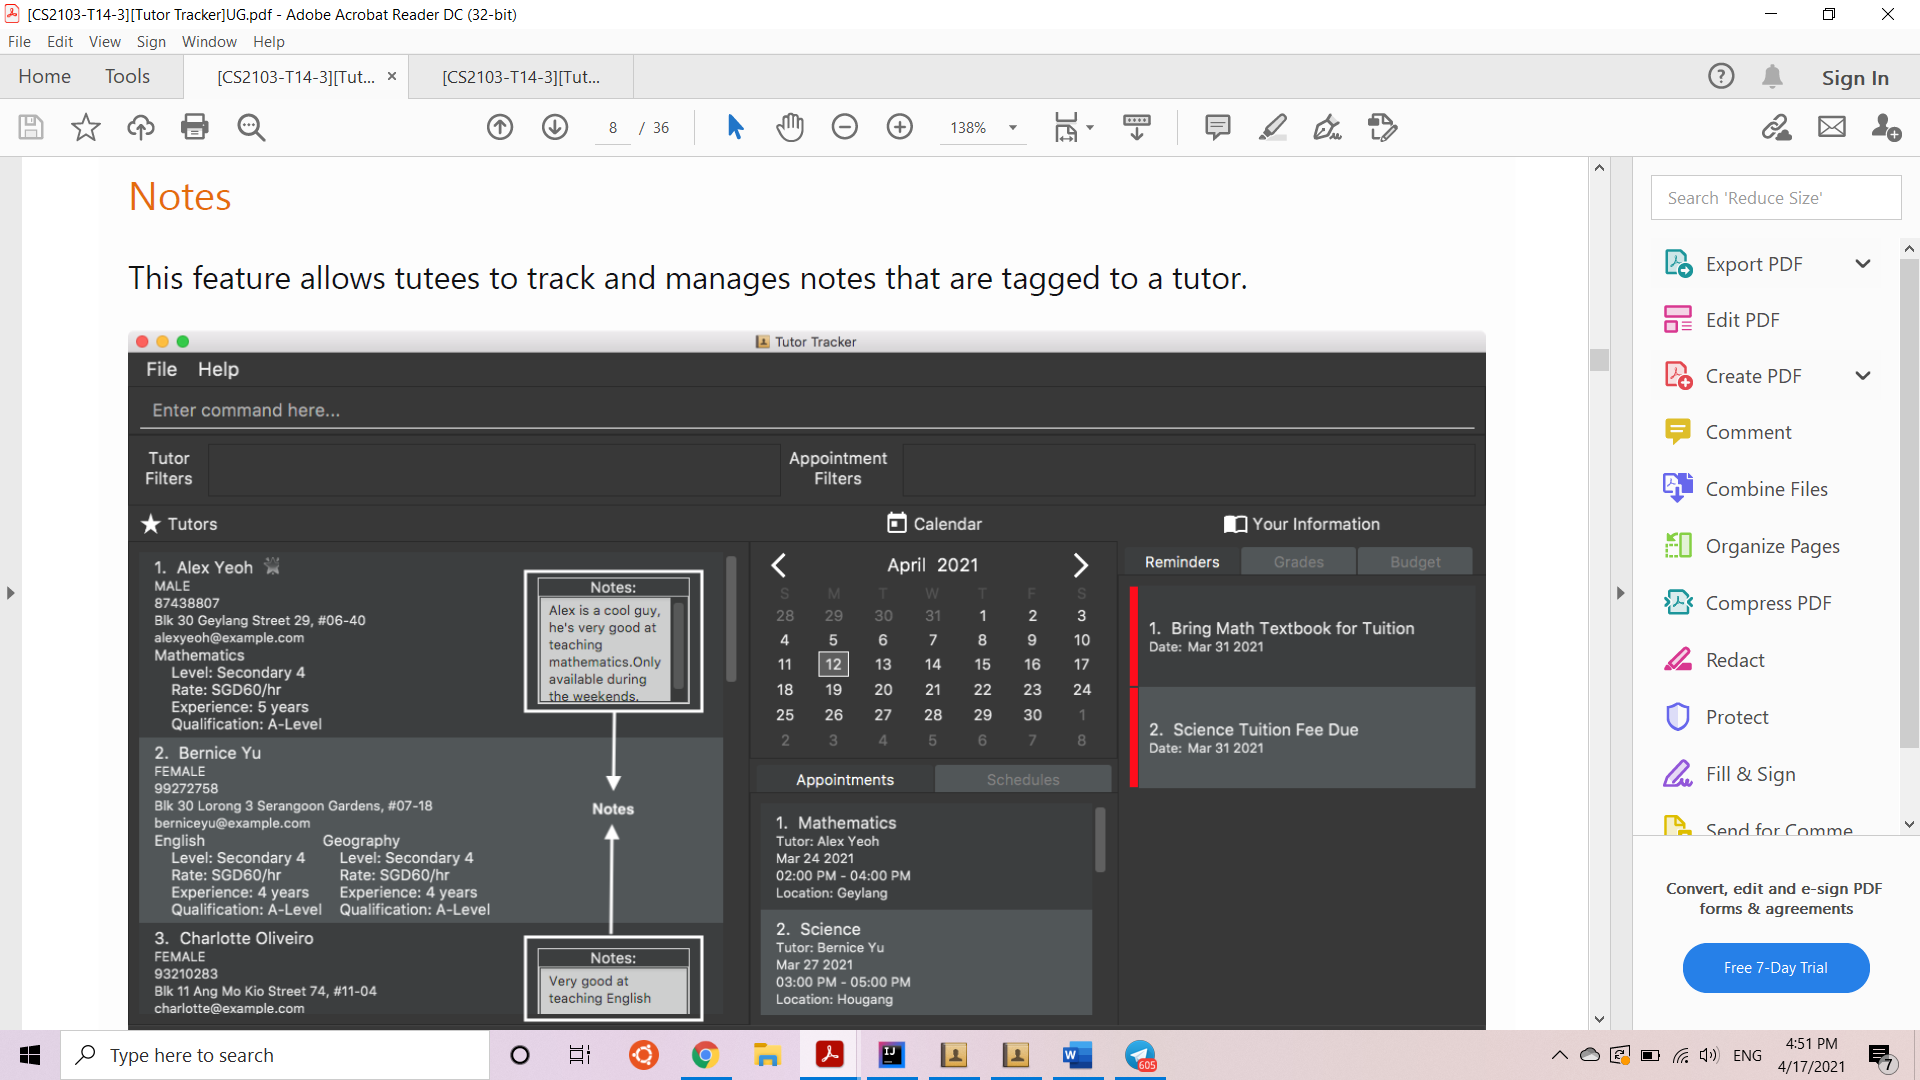 [CS2103-T14-3][Tutor Tracker]UG.pdf - Adobe Acrobat Reader DC (32-bit)
File Edit View Sign Window Help
Home Tools [CS2103-T14-3][Tut... × [CS2103-T14-3][Tut... Sign In
8 / 36 138%
Notes
This feature allows tutees to track and manages notes that are tagged to a tutor.
Tutor Tracker
File Help
Enter command here...
Tutor
Filters
Appointment
Filters
Tutors
1. Alex Yeoh
MALE
87438807
Blk 30 Geylang Street 29, #06-40
alexyeoh@example.com
Mathematics
Level: Secondary 4
Rate: SGD60/hr
Experience: 5 years
Qualification: A-Level
Notes:
Alex is a cool guy,
he's very good at
teaching
mathematics.Only
available during
the weekends.
2. Bernice Yu
FEMALE
99272758
Blk 30 Lorong 3 Serangoon Gardens, #07-18
berniceyu@example.com
English Geography
Level: Secondary 4 Level: Secondary 4
Rate: SGD60/hr Rate: SGD60/hr
Experience: 4 years Experience: 4 years
Qualification: A-Level Qualification: A-Level
Notes
3. Charlotte Oliveiro
FEMALE
93210283
Blk 11 Ang Mo Kio Street 74, #11-04
charlotte@example.com
Notes:
Very good at
teaching English
Calendar
April 2021
S M T W T F S
28 29 30 31 1 2 3
4 5 6 7 8 9 10
11 12 13 14 15 16 17
18 19 20 21 22 23 24
25 26 27 28 29 30 1
2 3 4 5 6 7 8
Appointments Schedules
1. Mathematics
Tutor: Alex Yeoh
Mar 24 2021
02:00 PM - 04:00 PM
Location: Geylang
2. Science
Tutor: Bernice Yu
Mar 27 2021
03:00 PM - 05:00 PM
Location: Hougang
Your Information
Reminders Grades Budget
1. Bring Math Textbook for Tuition
Date: Mar 31 2021
2. Science Tuition Fee Due
Date: Mar 31 2021
Search 'Reduce Size'
Export PDF
Edit PDF
Create PDF
Comment
Combine Files
Organize Pages
Compress PDF
Redact
Protect
Fill & Sign
Send for Comme
Convert, edit and e-sign PDF
forms & agreements
Free 7-Day Trial
Type here to search
IJ
W
605
ENG
4:51 PM
4/17/2021
7